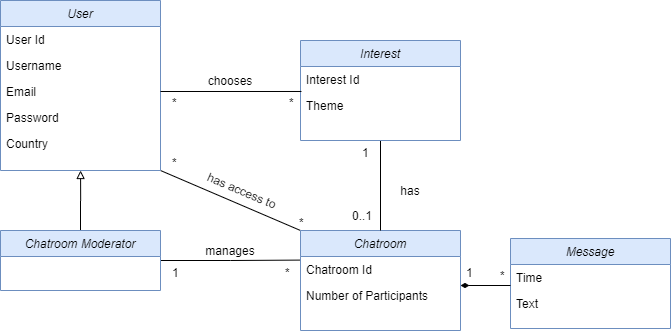 User
User Id
Username
Email
Password
Country
Interest
Interest Id
Theme
chooses
*
*
*
has access to
*
1
has
0..1
Chatroom Moderator
manages
1
*
Chatroom
Chatroom Id
Number of Participants
1
*
Message
Time
Text